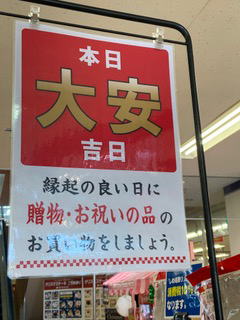 本日
大安
吉日
縁起の良い日に
贈物・お祝いの品の
お買い物をしましょう。